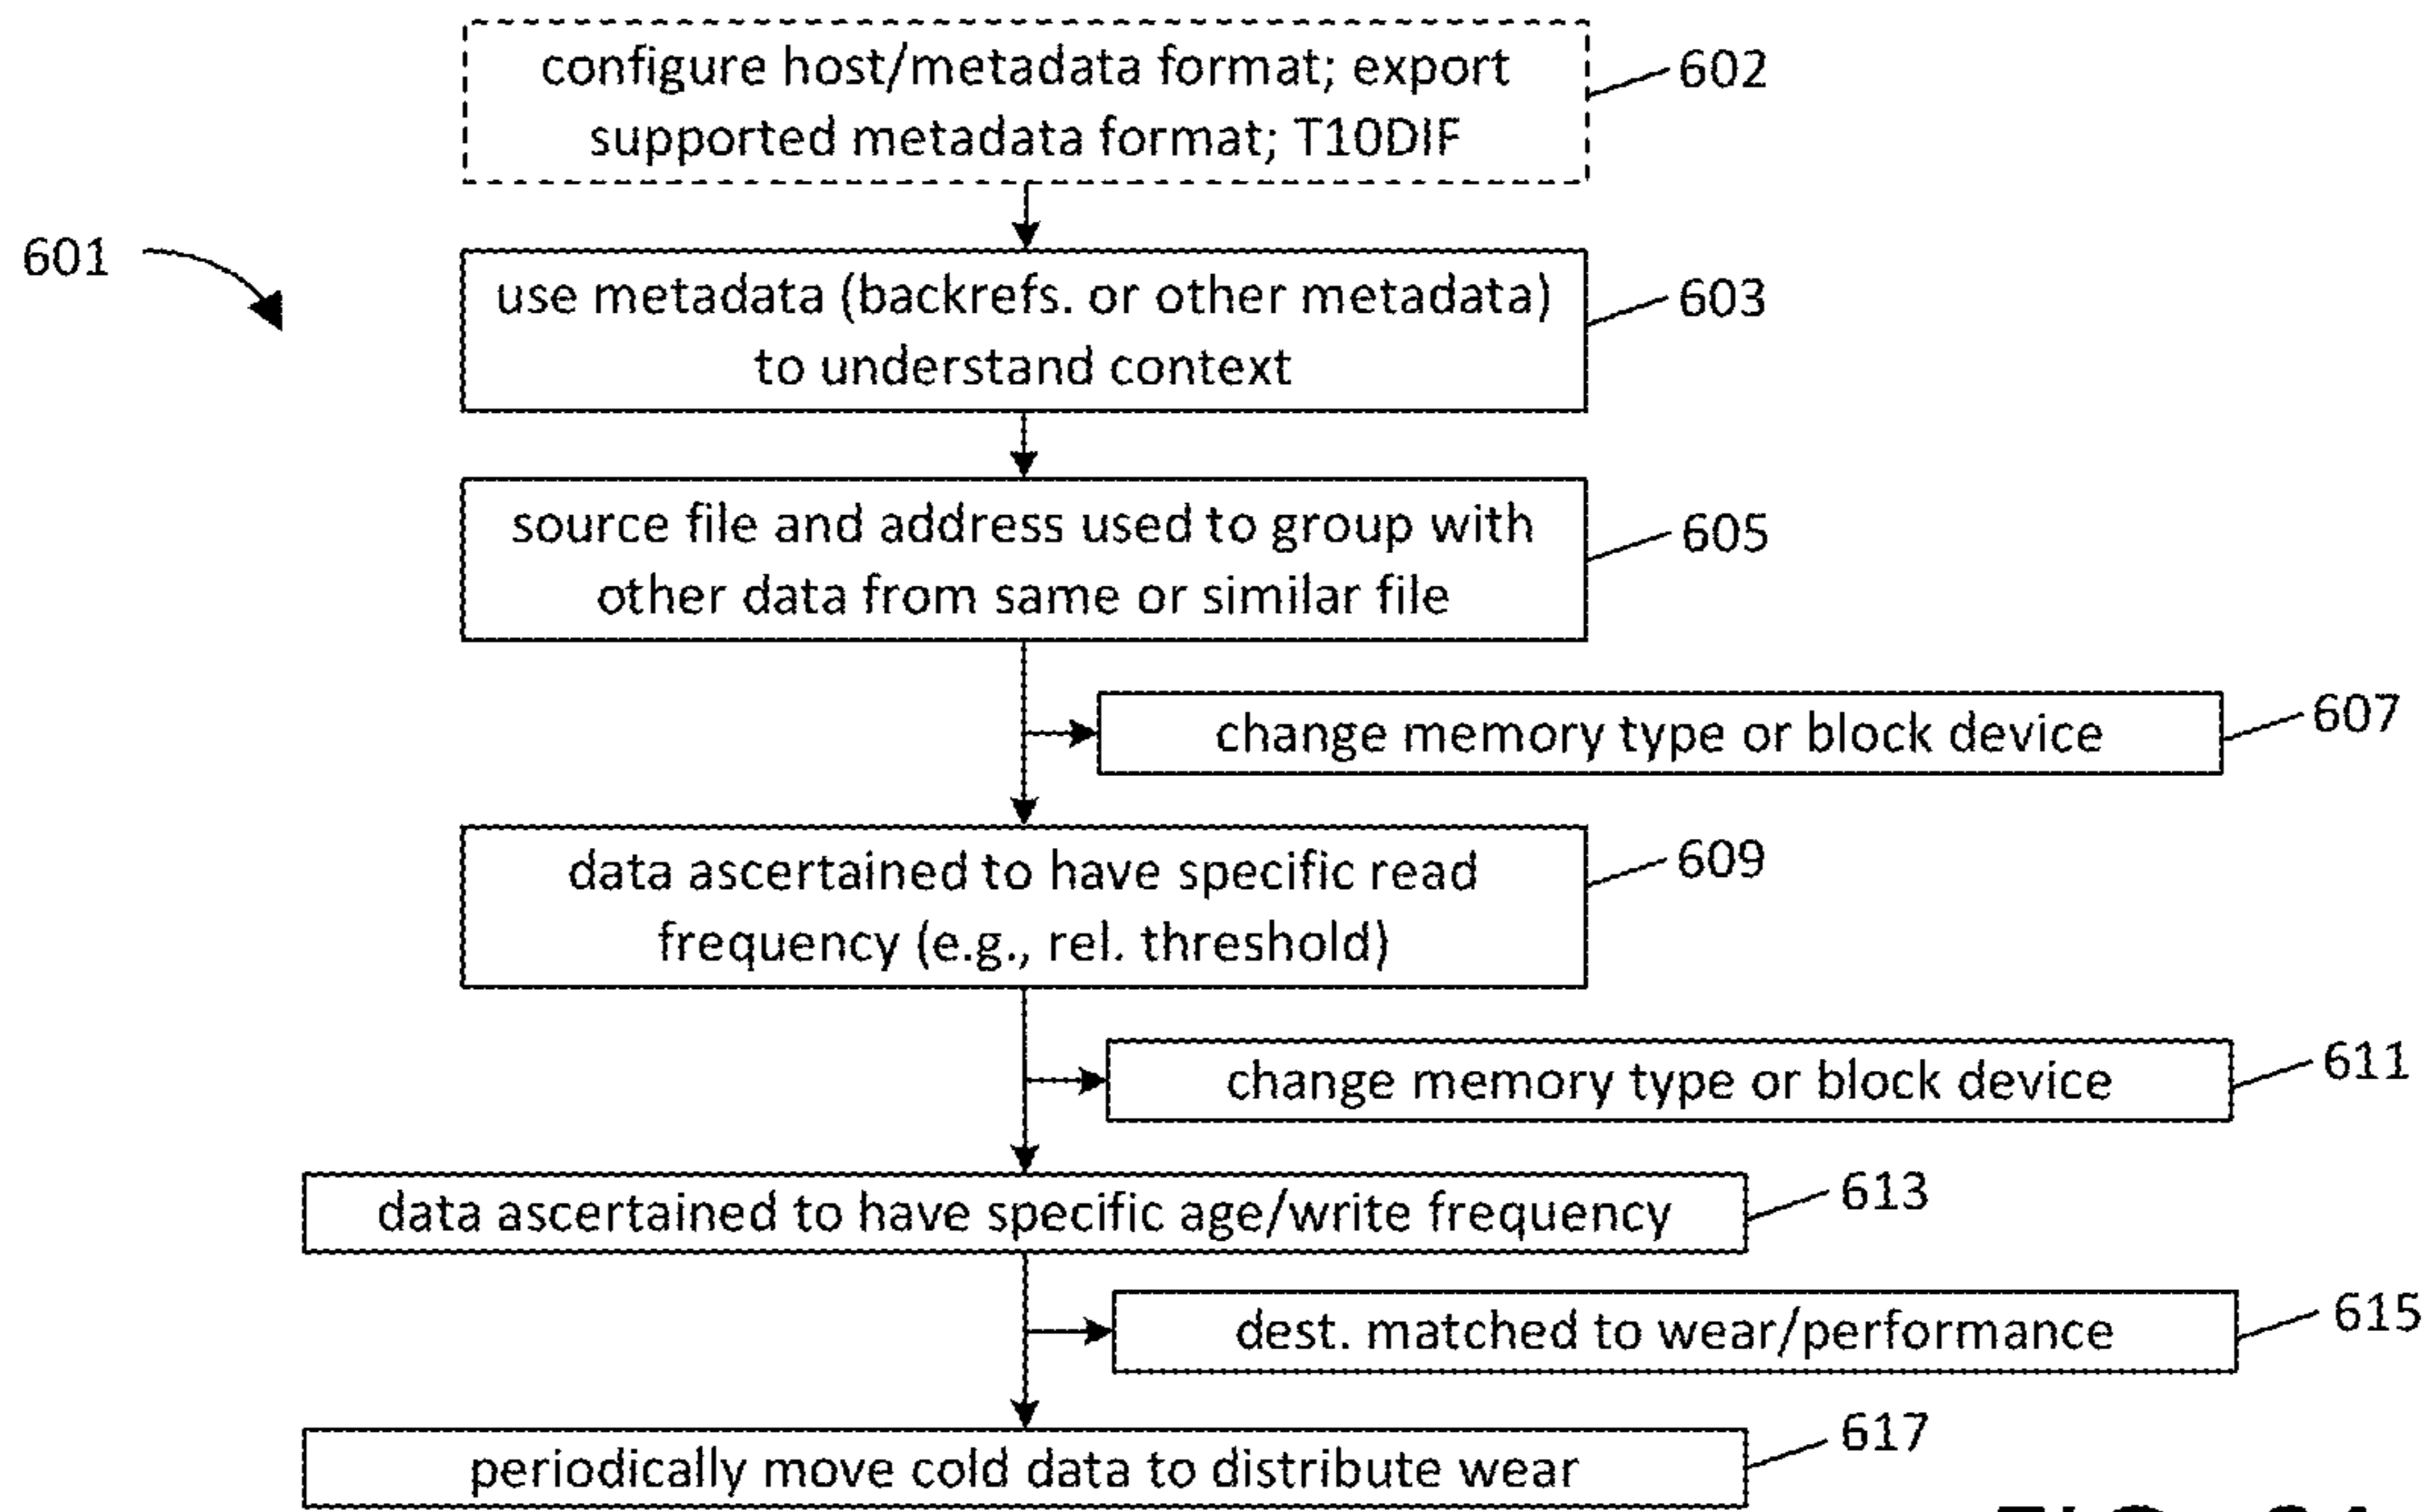 configure host/metadata format; export
supported metadata format; T10DIF
602
601
use metadata (backrefs. or other metadata)
to understand context
603
source file and address used to group with
other data from same or similar file
605
change memory type or block device
607
data ascertained to have specific read
frequency (e.g., rel. threshold)
609
change memory type or block device
611
data ascertained to have specific age/write frequency
613
dest. matched to wear/performance
615
periodically move cold data to distribute wear
617